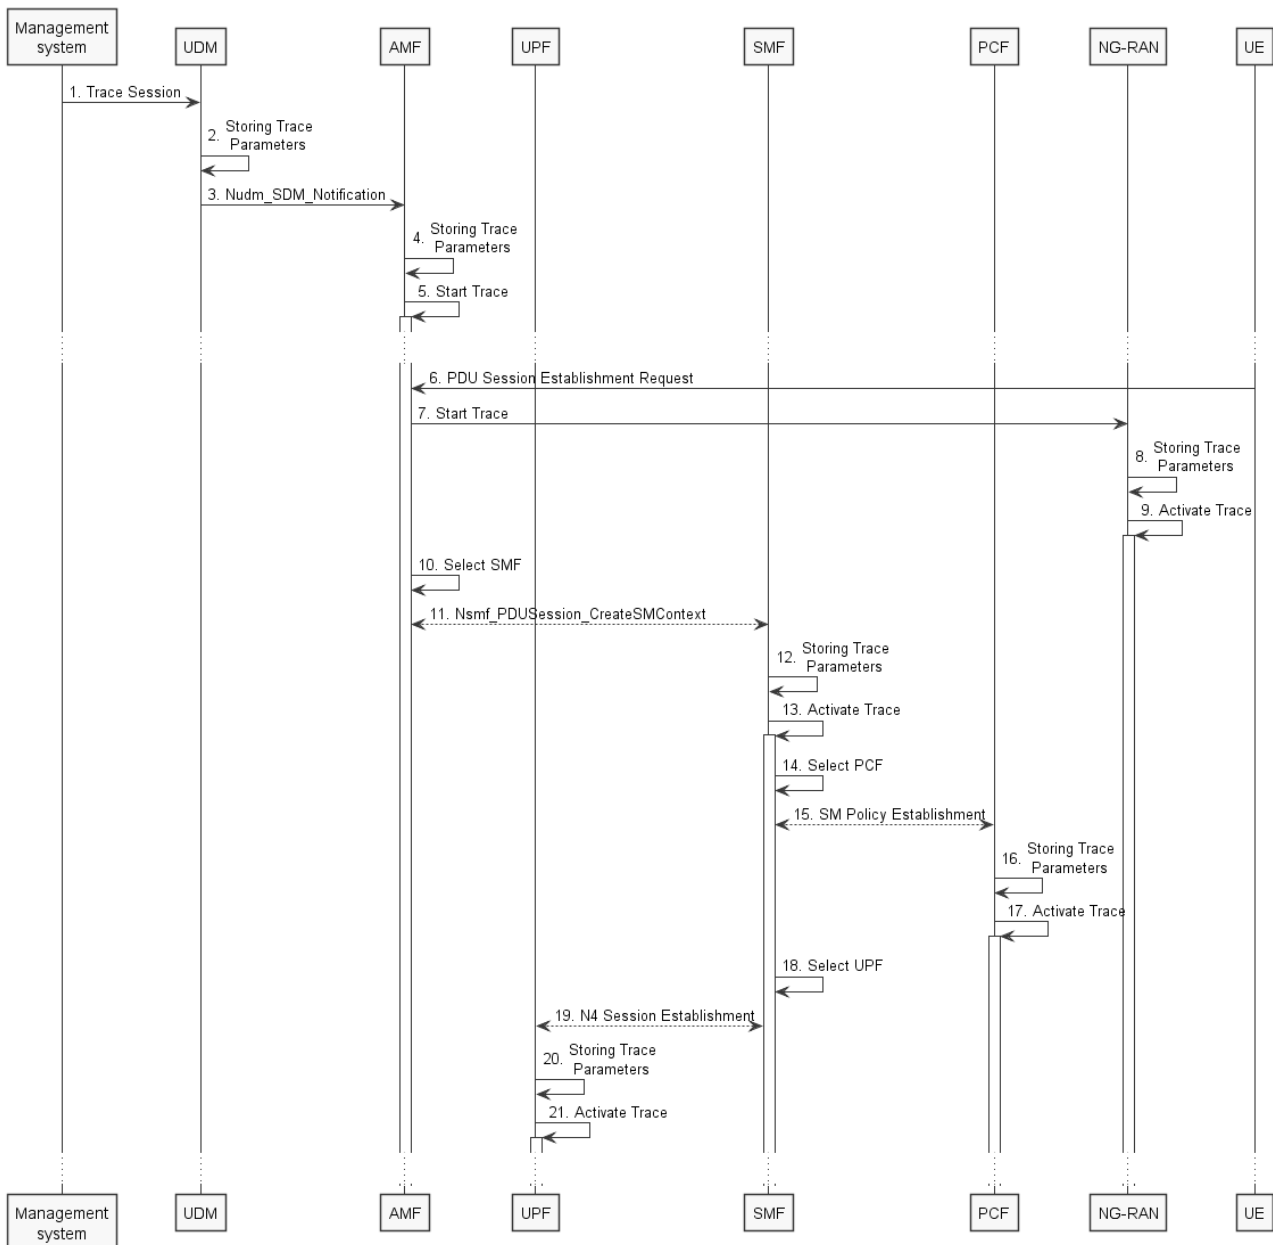 Management
system
UDM
AMF
UPF
SMF
PCF
NG-RAN
UE
1. Trace Session
2. Storing Trace
Parameters
3. Nudm_SDM_Notification
4. Storing Trace
Parameters
5. Start Trace
6. PDU Session Establishment Request
7. Start Trace
8. Storing Trace
Parameters
9. Activate Trace
10. Select SMF
11. Nsmf_PDUSession_CreateSMContext
12. Storing Trace
Parameters
13. Activate Trace
14. Select PCF
15. SM Policy Establishment
16. Storing Trace
Parameters
17. Activate Trace
18. Select UPF
19. N4 Session Establishment
20. Storing Trace
Parameters
21. Activate Trace
Management
system
UDM
AMF
UPF
SMF
PCF
NG-RAN
UE